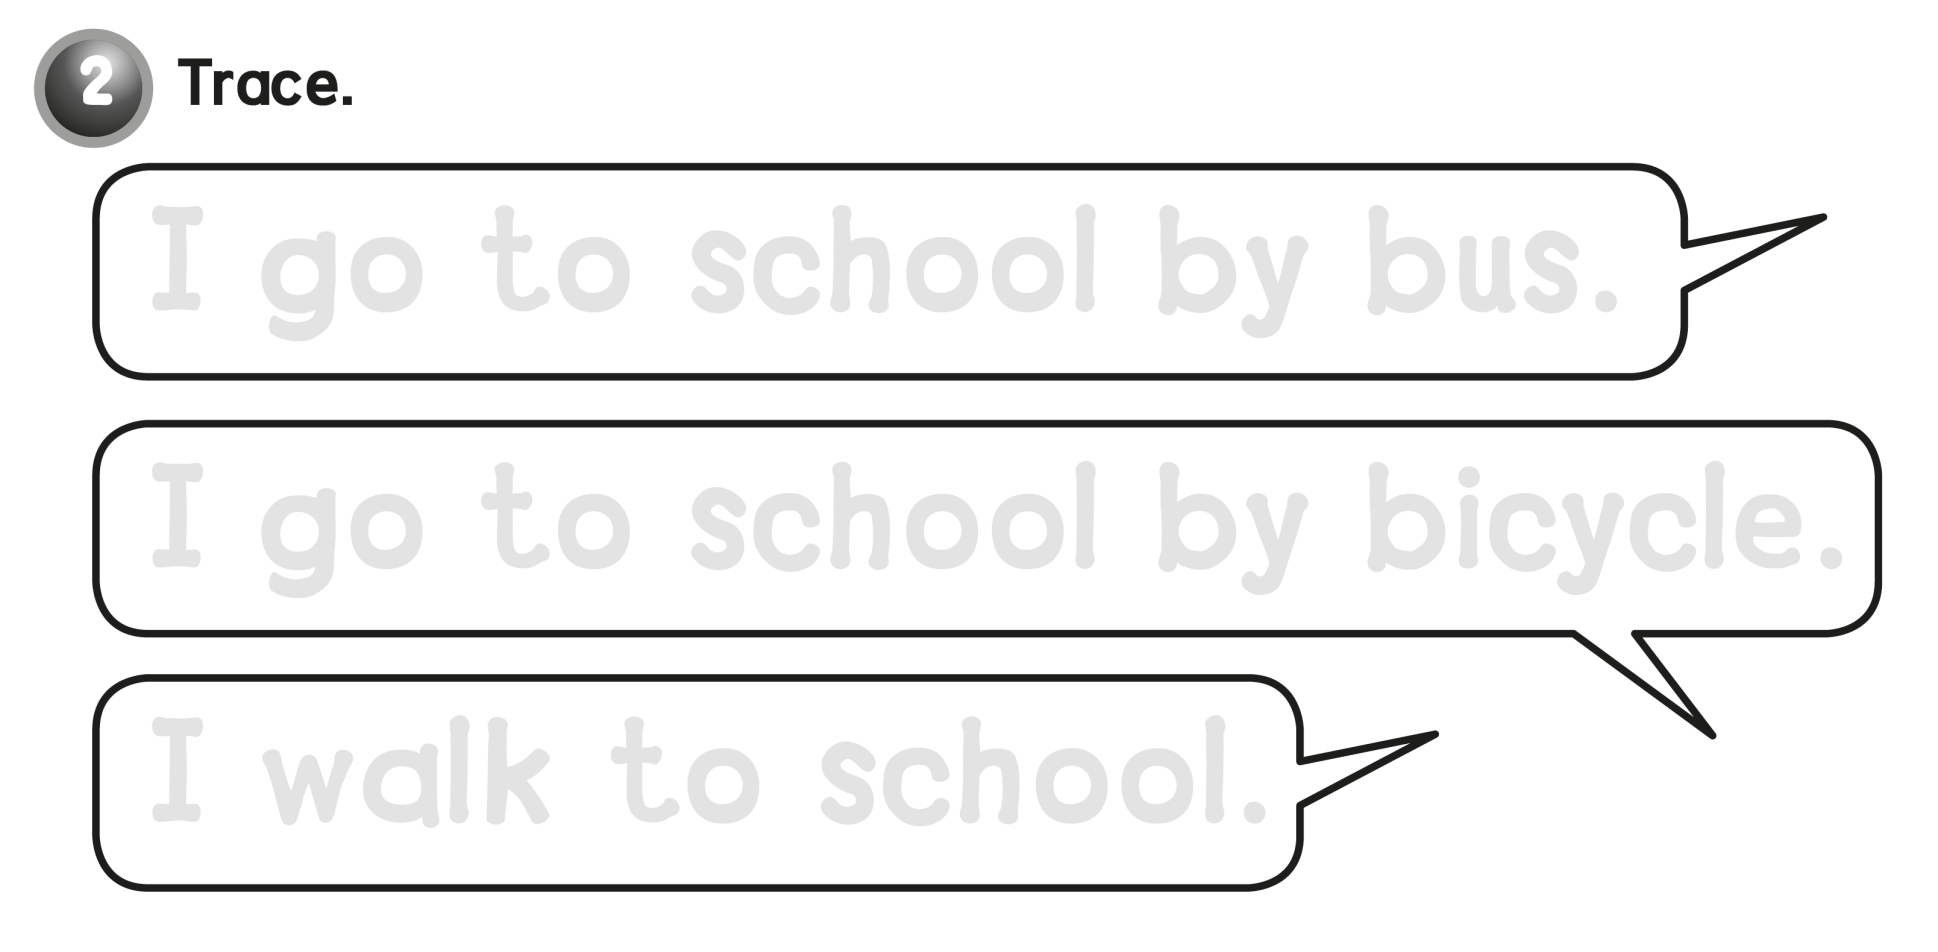 2 Trace.
I go to school by bus.
I go to school by bicycle.
I walk to school.